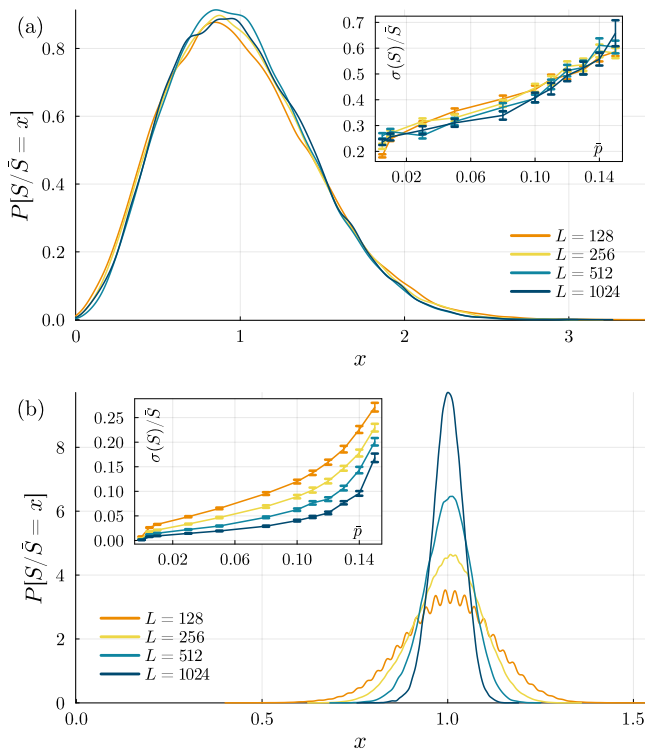 (a)
P[S/S̄ = x]
0.8
0.6
0.4
0.2
0.0
0
1
2
3
x
σ(S)/S̄
0.7
0.6
0.5
0.4
0.3
0.2
0.02
0.06
0.10
0.14
p̄
L = 128
L = 256
L = 512
L = 1024
(b)
P[S/S̄ = x]
8
6
4
2
0
0.0
0.5
1.0
1.5
x
σ(S)/S̄
0.25
0.20
0.15
0.10
0.05
0.00
0.02
0.06
0.10
0.14
p̄
L = 128
L = 256
L = 512
L = 1024